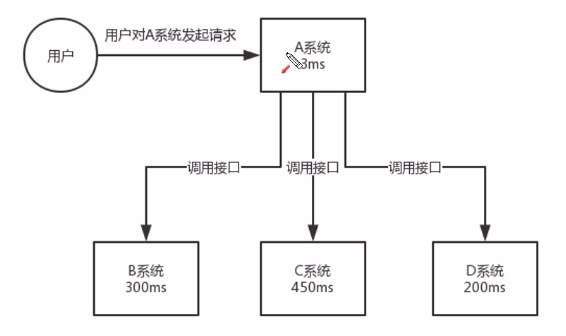 用户对A系统发起请求
用户
A系统
3ms
调用接口
调用接口
调用接口
B系统
300ms
C系统
450ms
D系统
200ms